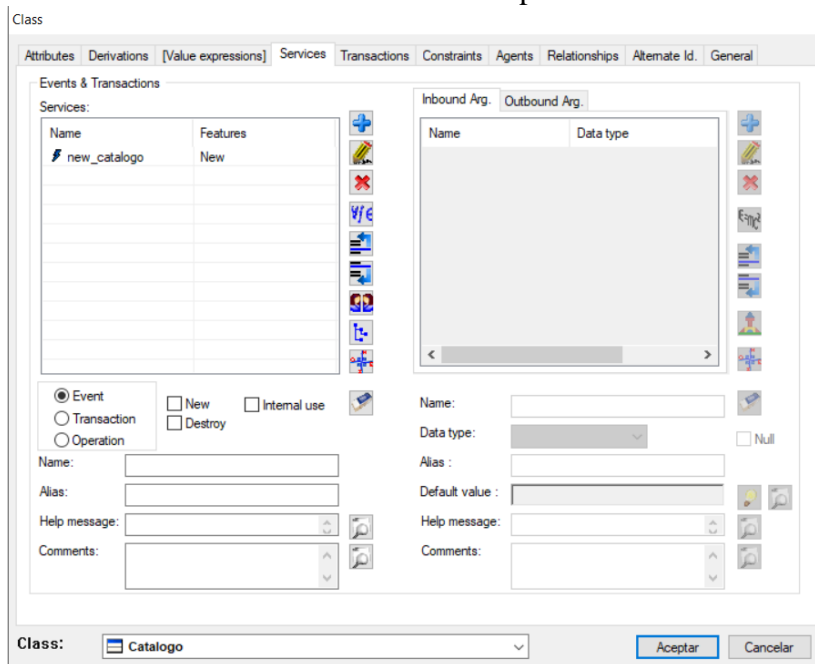 Class
Attributes Derivations [Value expressions] Services Transactions Constraints Agents Relationships Alternate Id. General
Events & Transactions
Services:
Name Features
new_catalogo New
Inbound Arg. Outbound Arg.
Name Data type
Event
Transaction
Operation
New Internal use
Destroy
Name:
Alias:
Help message:
Comments:
Name:
Data type: Null
Alias :
Default value :
Help message:
Comments:
Class: Catalogo Aceptar Cancelar